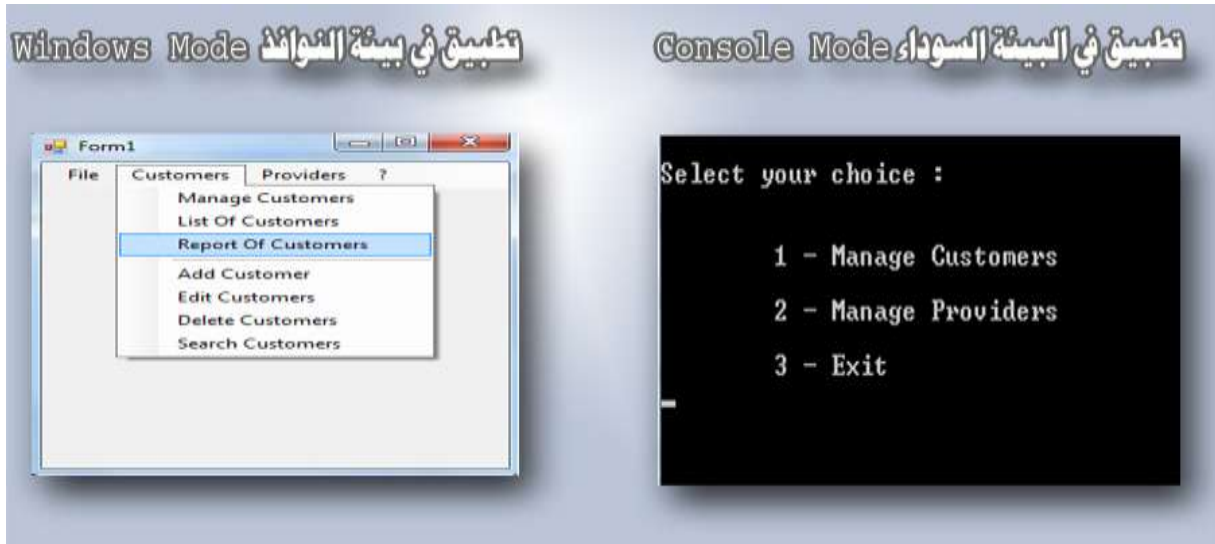 تطبيق في بيئة النوافذ Windows Mode
Form1
File Customers Providers ?
Manage Customers
List Of Customers
Report Of Customers
Add Customer
Edit Customers
Delete Customers
Search Customers
تطبيق في البيئة السوداء Console Mode
Select your choice :
1 - Manage Customers
2 - Manage Providers
3 - Exit